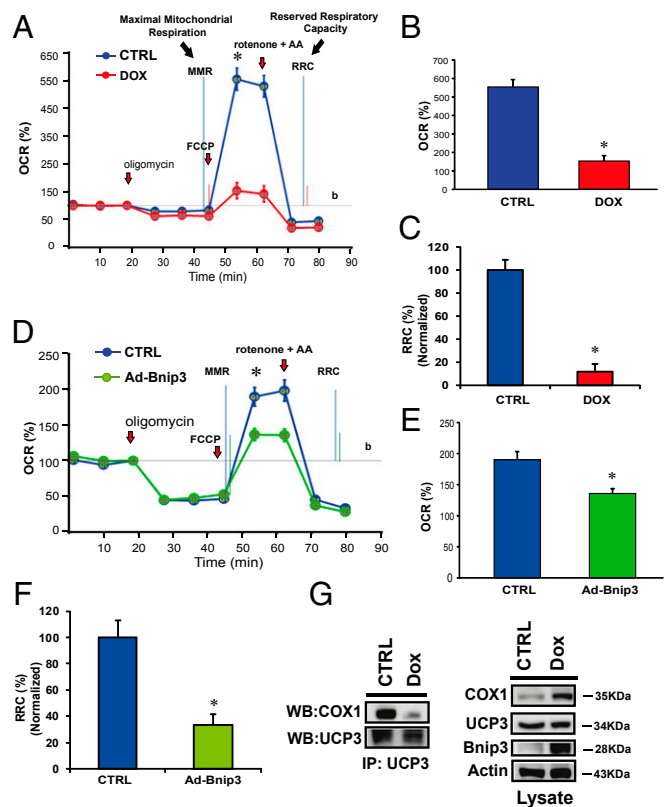 A
Maximal Mitochondrial
Respiration
Reserved Respiratory
Capacity
CTRL
DOX
MMR
*
rotenone + AA
RRC
oligomycin
FCCP
b
OCR (%)
650
550
450
350
250
150
100
50
0
10 20 30 40 50 60 70 80 90
Time (min)
B
OCR (%)
700
600
500
400
300
200
100
0
*
CTRL DOX
C
RRC (%)
(Normalized)
120
100
80
60
40
20
0
*
CTRL DOX
D
CTRL
Ad-Bnip3
MMR
*
rotenone + AA
RRC
oligomycin
FCCP
b
OCR (%)
250
200
150
100
50
0
0 10 20 30 40 50 60 70 80 90
Time (min)
E
OCR (%)
250
200
150
100
50
0
*
CTRL Ad-Bnip3
F
RRC (%)
(Normalized)
120
100
80
60
40
20
0
*
CTRL Ad-Bnip3
G
CTRL
Dox
WB:COX1
WB:UCP3
IP: UCP3
CTRL
Dox
COX1 35KDa
UCP3 34KDa
Bnip3 28KDa
Actin 43KDa
Lysate